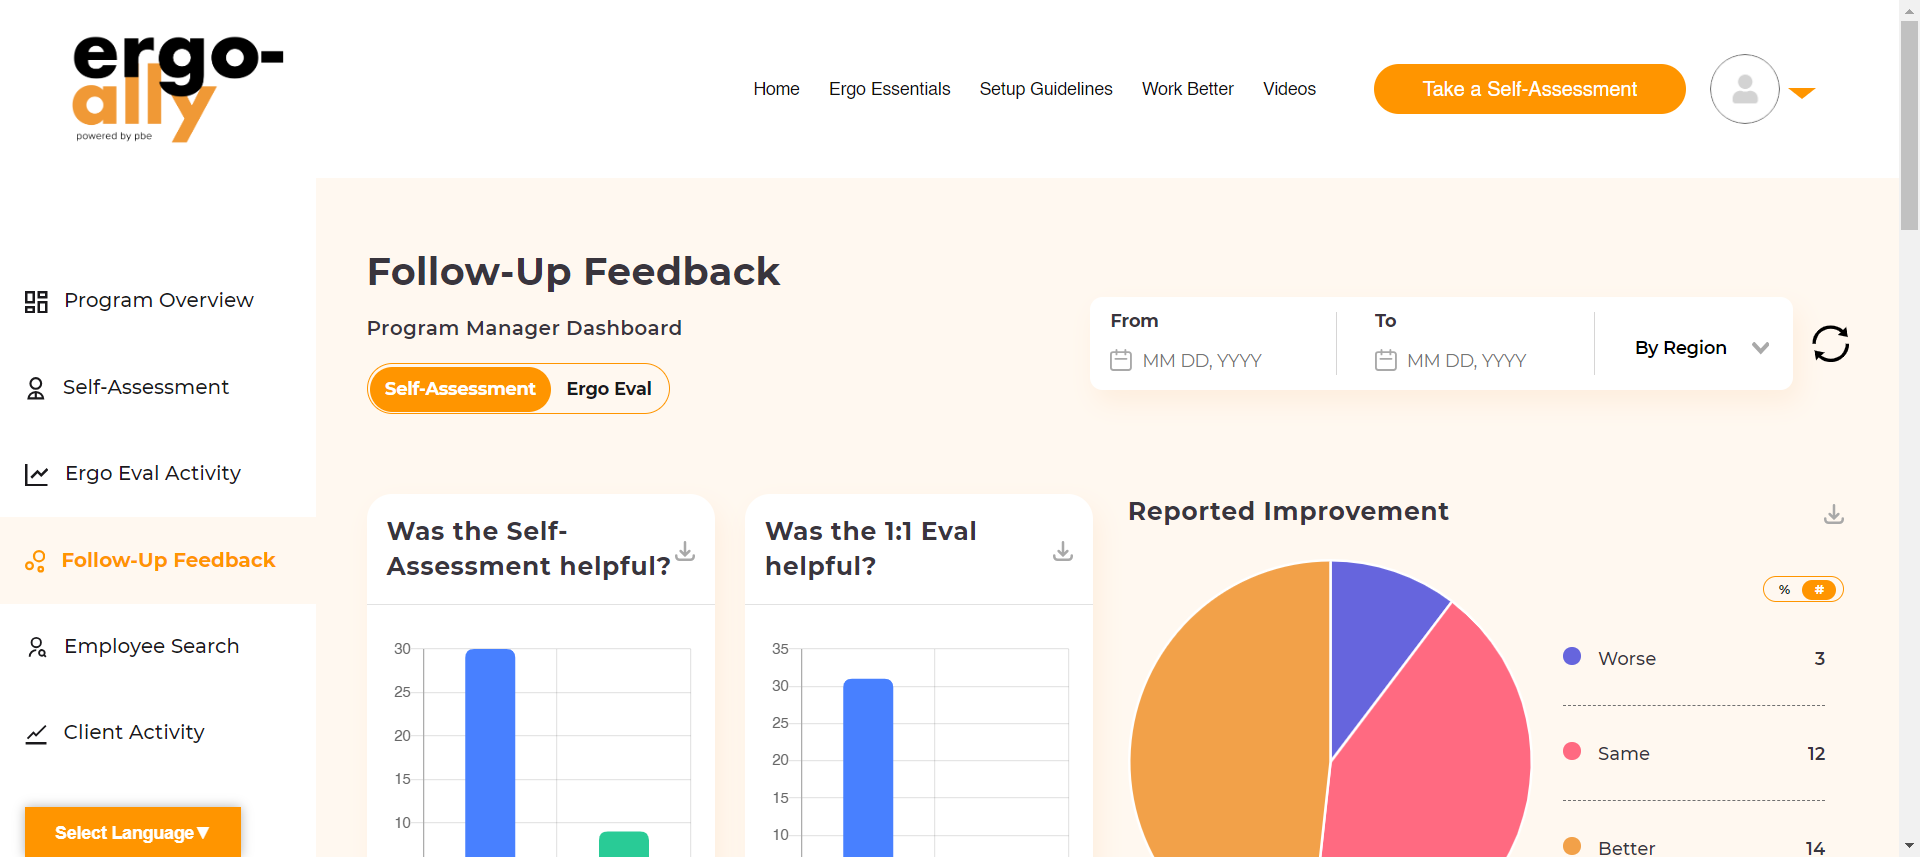 ergo-
ally
powered by pbe
Home
Ergo Essentials
Setup Guidelines
Work Better
Videos
Take a Self-Assessment
Program Overview
Self-Assessment
Ergo Eval Activity
Follow-Up Feedback
Employee Search
Client Activity
Select Language▼
Follow-Up Feedback
Program Manager Dashboard
Self-Assessment
Ergo Eval
From
MM DD, YYYY
To
MM DD, YYYY
By Region
Was the Self-
Assessment helpful?
30
25
20
15
10
Was the 1:1 Eval
helpful?
35
30
25
20
15
10
Reported Improvement
% #
Worse 3
Same 12
Better 14